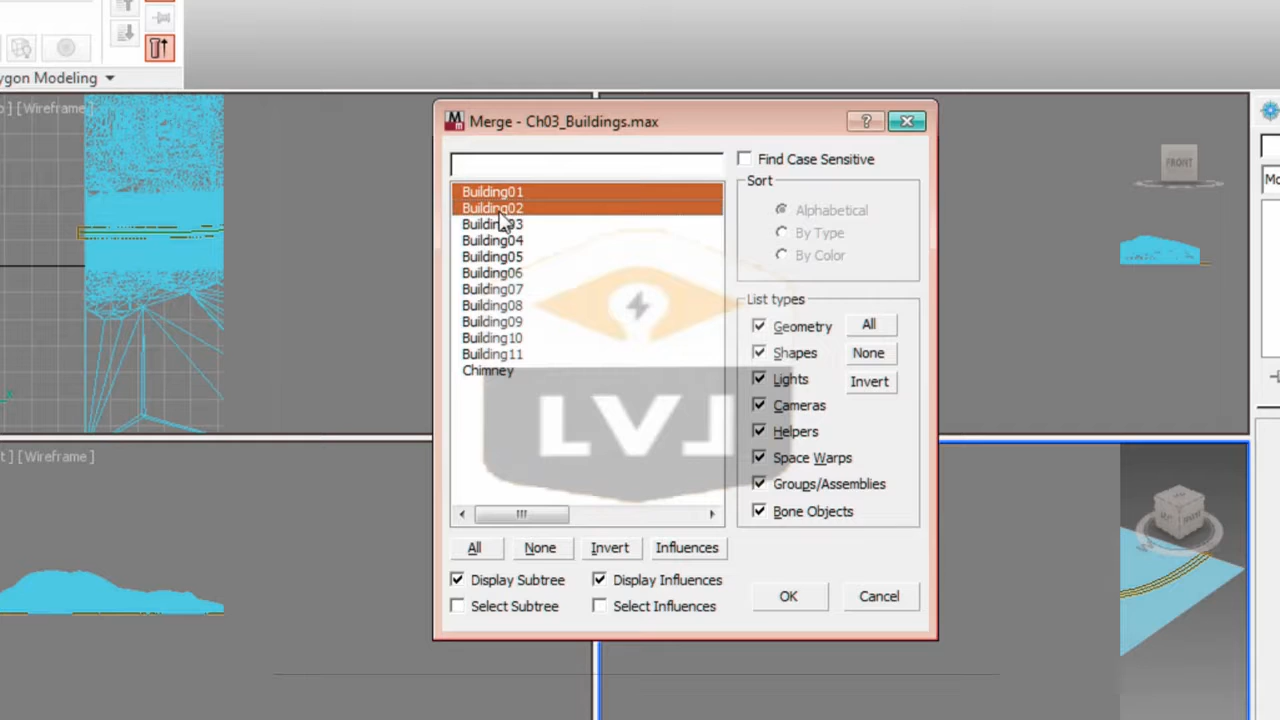 ygon Modeling
] [Wireframe ]
Merge - Ch03_Buildings.max
?
Find Case Sensitive
Sort
Alphabetical
By Type
By Color
Building01
Building02
Building03
Building04
Building05
Building06
Building07
Building08
Building09
Building10
Building11
Chimney
List types
Geometry
All
Shapes
None
Lights
Invert
Cameras
Helpers
Space Warps
Groups/Assemblies
Bone Objects
All
None
Invert
Influences
Display Subtree
Display Influences
Select Subtree
Select Influences
OK
Cancel
FRONT
Mo
t ] [Wireframe ]
LVL